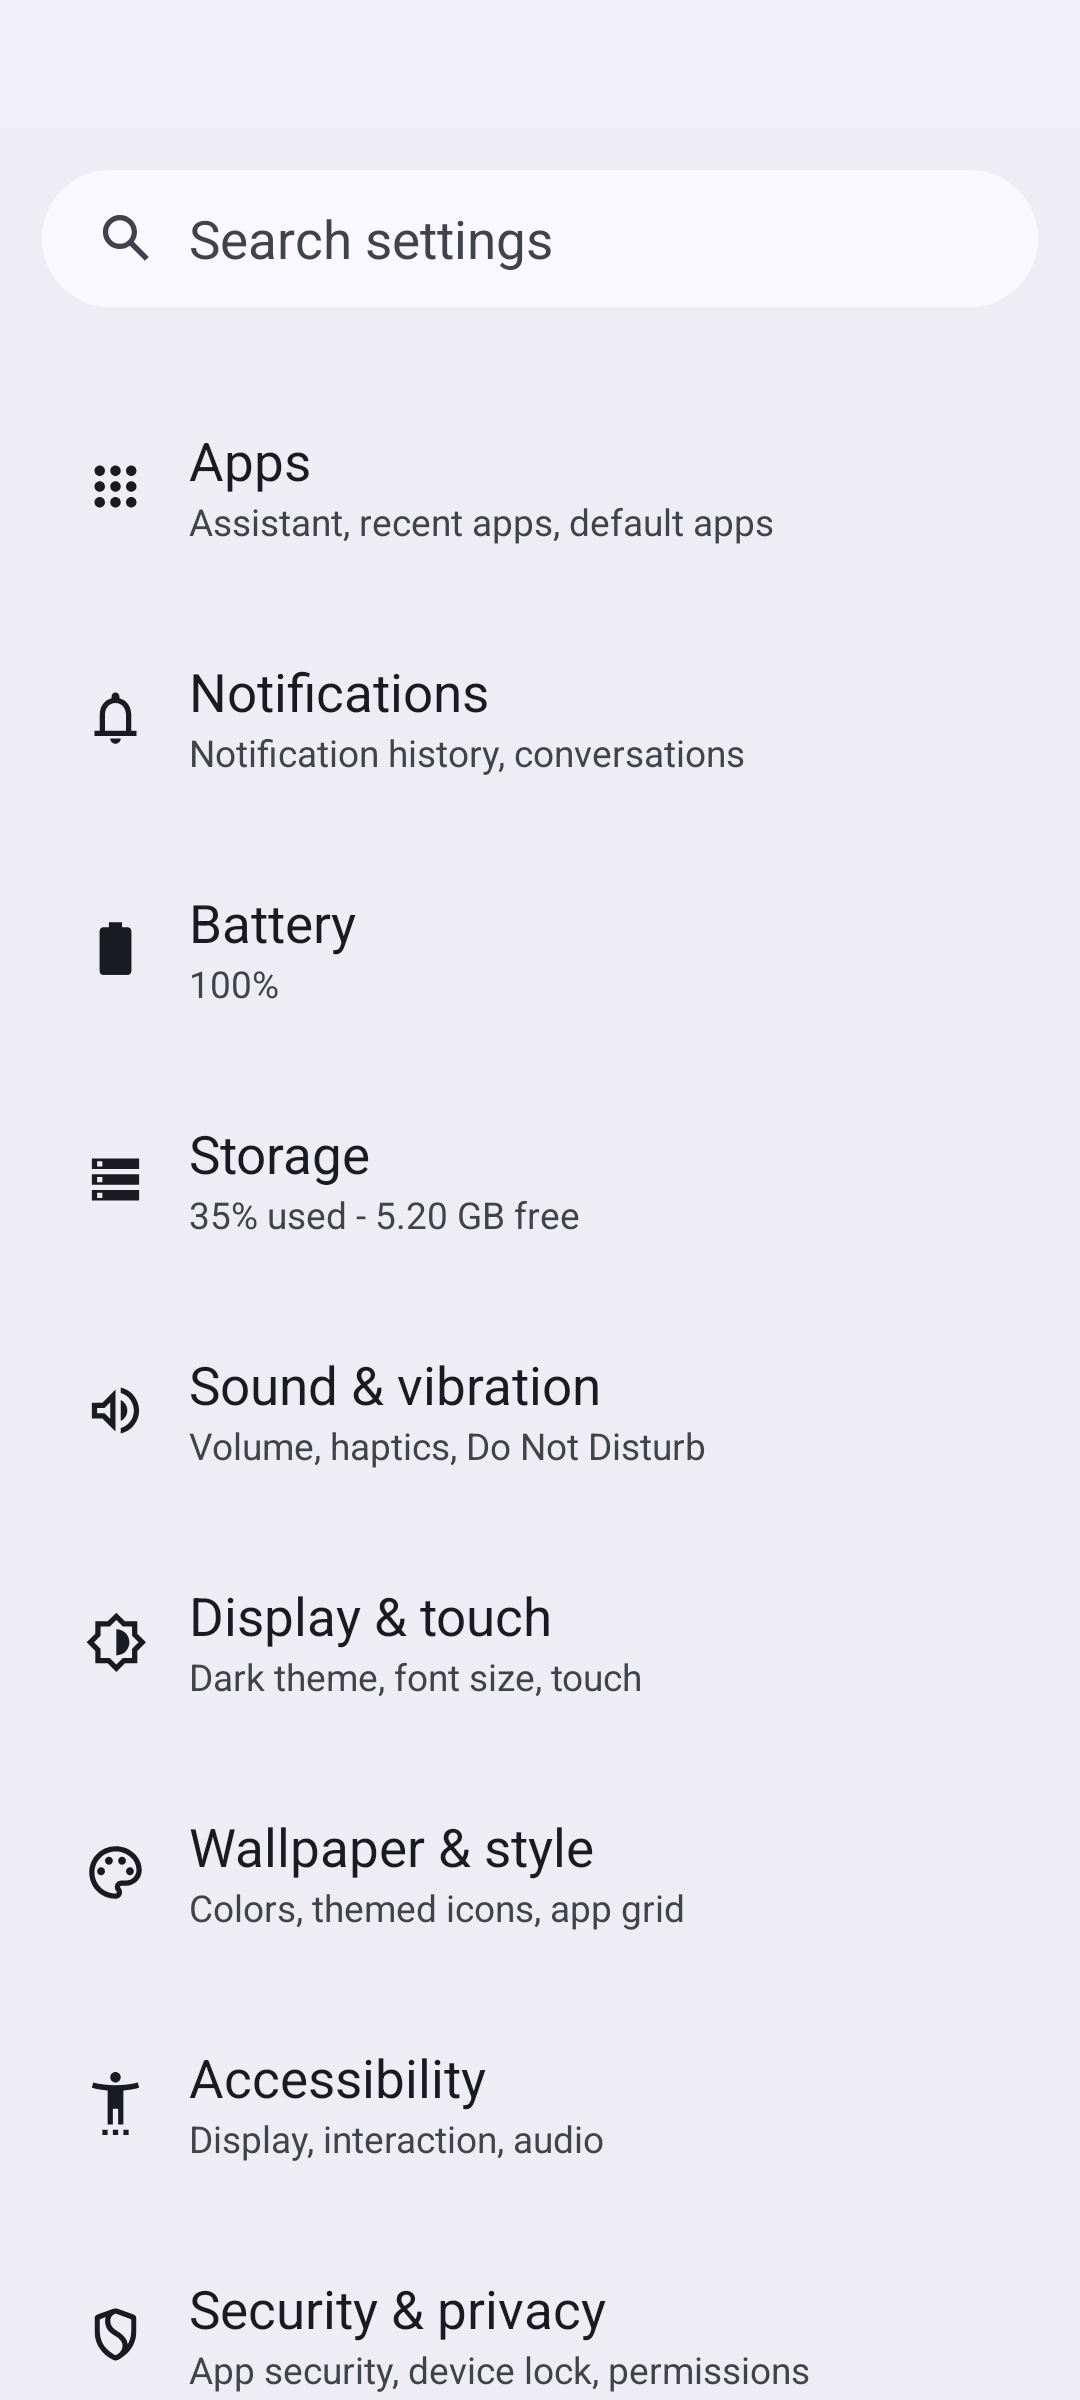 Search settings
Apps
Assistant, recent apps, default apps
Notifications
Notification history, conversations
Battery
100%
Storage
35% used - 5.20 GB free
Sound & vibration
Volume, haptics, Do Not Disturb
Display & touch
Dark theme, font size, touch
Wallpaper & style
Colors, themed icons, app grid
Accessibility
Display, interaction, audio
Security & privacy
App security, device lock, permissions